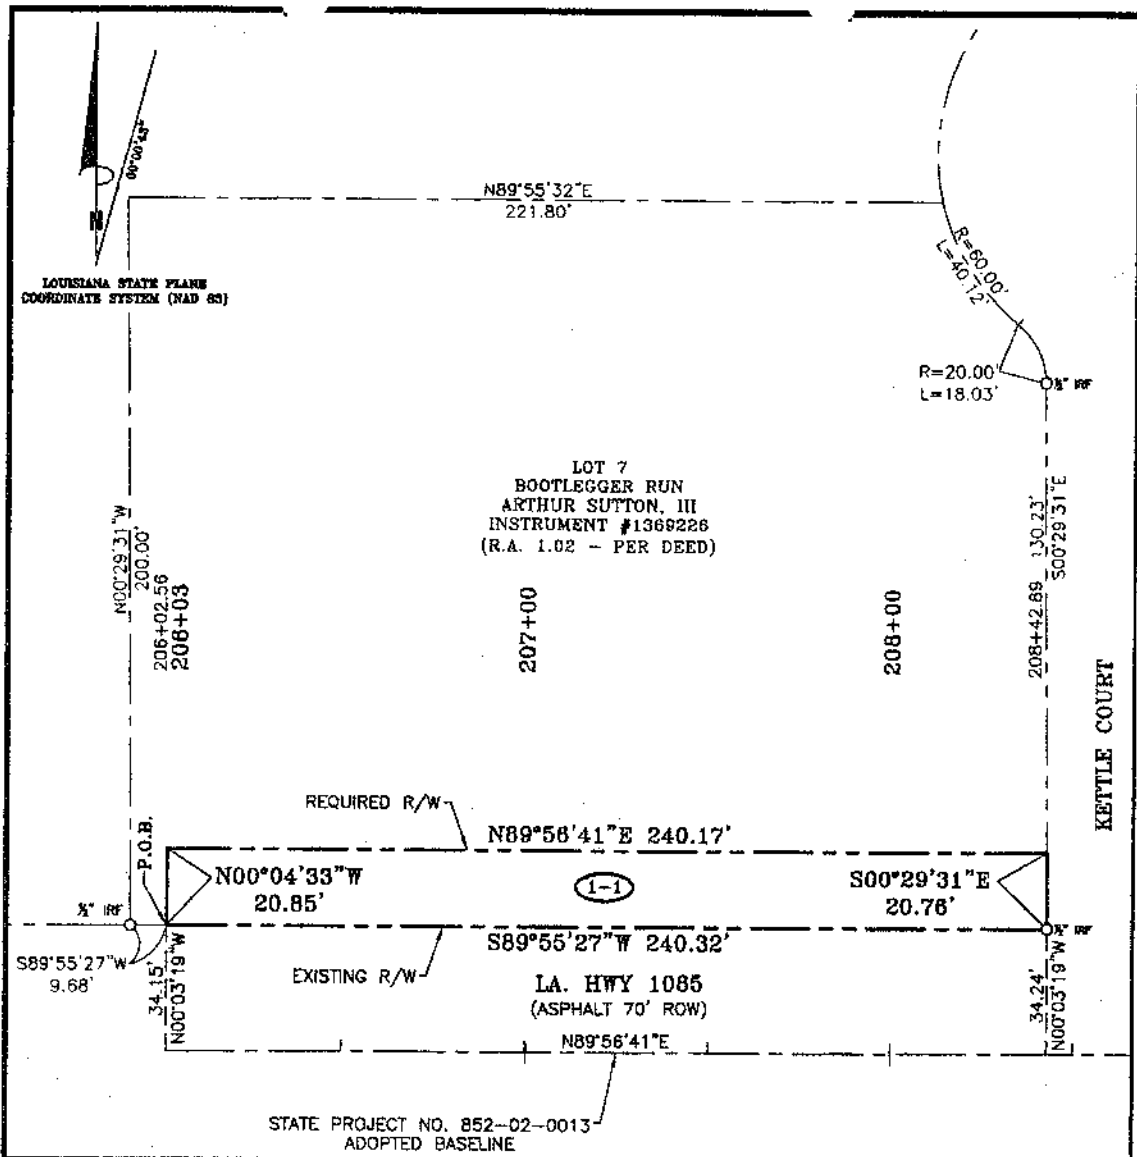 00°00'43"
N
LOUISIANA STATE PLANE
COORDINATE SYSTEM (NAD 83)
N89°55'32"E
221.80'
R=60.00'
L=40.12'
R=20.00'
L=18.03'
½" IRF
LOT 7
BOOTLEGGER RUN
ARTHUR SUTTON, III
INSTRUMENT #1369226
(R.A. 1.02 - PER DEED)
N00°29'31"W
200.00'
206+02.56
206+03
207+00
208+00
208+42.89
130.23'
S00°29'31"E
KETTLE COURT
REQUIRED R/W
N89°56'41"E 240.17'
P.O.B.
N00°04'33"W
20.85'
1-1
S00°29'31"E
20.76'
½" IRF
½" IRF
S89°55'27"W
9.68'
S89°55'27"W 240.32'
EXISTING R/W
LA. HWY 1085
(ASPHALT 70' ROW)
34.15'
N00°03'19"W
34.24'
N00°03'19"W
N89°56'41"E
STATE PROJECT NO. 852-02-0013
ADOPTED BASELINE